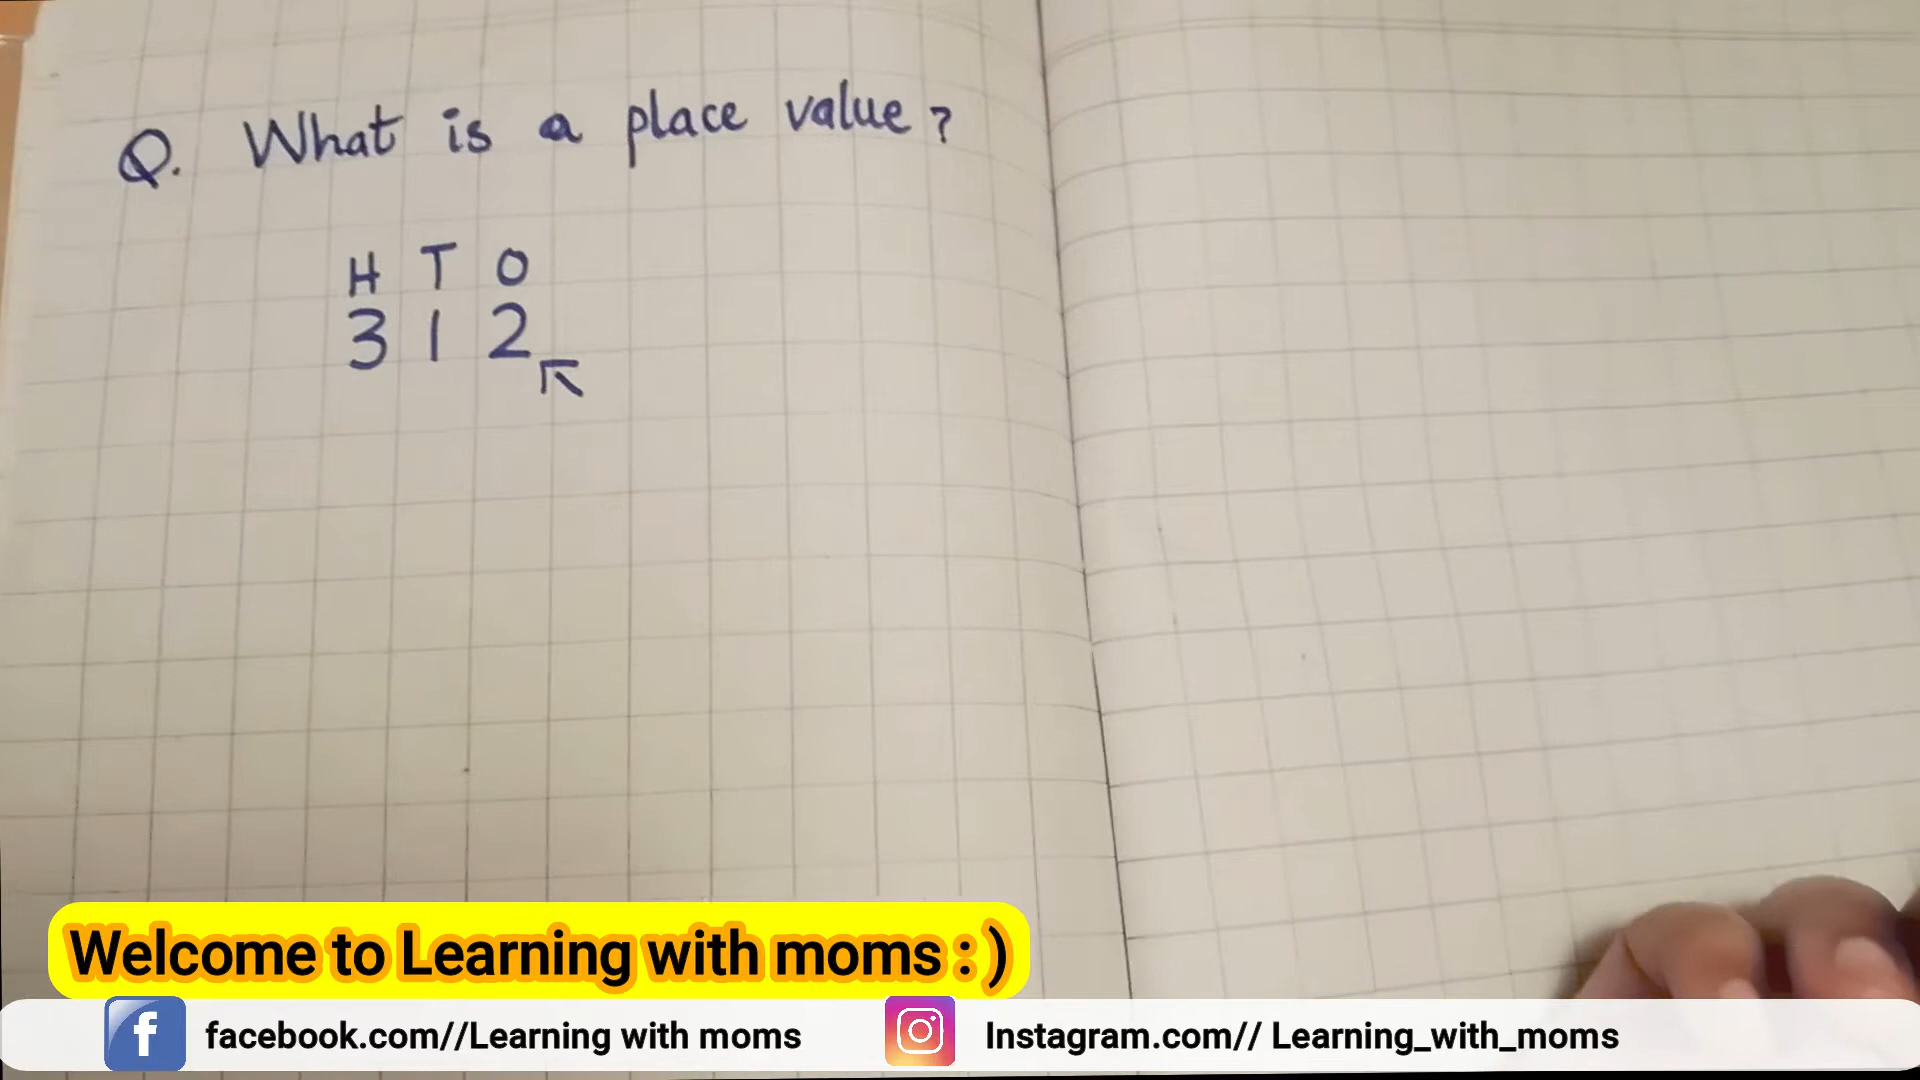 Q. What is a place value?
H T O
3 1 2
Welcome to Learning with moms : )
facebook.com//Learning with moms
Instagram.com// Learning_with_moms